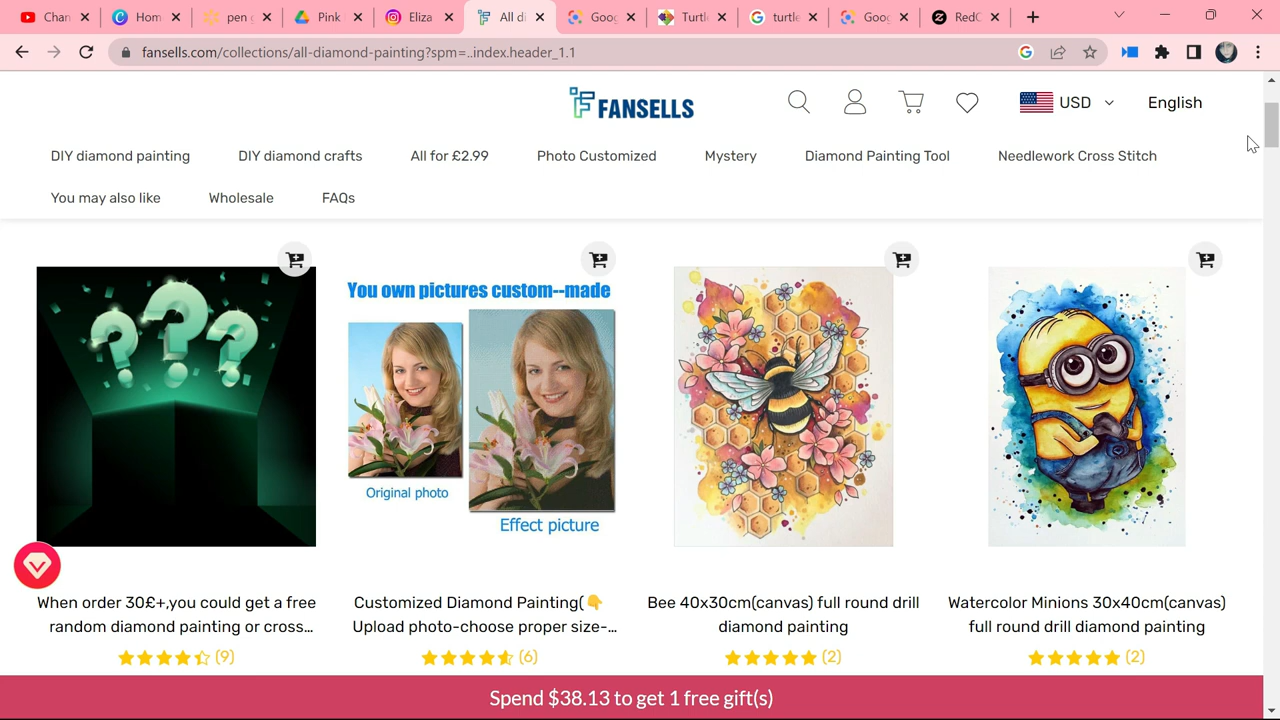 Chan
Hom
pen g
Pink
Eliza
All di
Goog
Turtle
turtle
Goog
RedC
fansells.com/collections/all-diamond-painting?spm=..index.header_1.1
FANSELLS
USD
English
DIY diamond painting
DIY diamond crafts
All for £2.99
Photo Customized
Mystery
Diamond Painting Tool
Needlework Cross Stitch
You may also like
Wholesale
FAQs
???
You own pictures custom--made
Original photo
Effect picture
When order 30£+,you could get a free
random diamond painting or cross...
(9)
Customized Diamond Painting(👇
Upload photo-choose proper size-...
(6)
Bee 40x30cm(canvas) full round drill
diamond painting
(2)
Watercolor Minions 30x40cm(canvas)
full round drill diamond painting
(2)
Spend $38.13 to get 1 free gift(s)